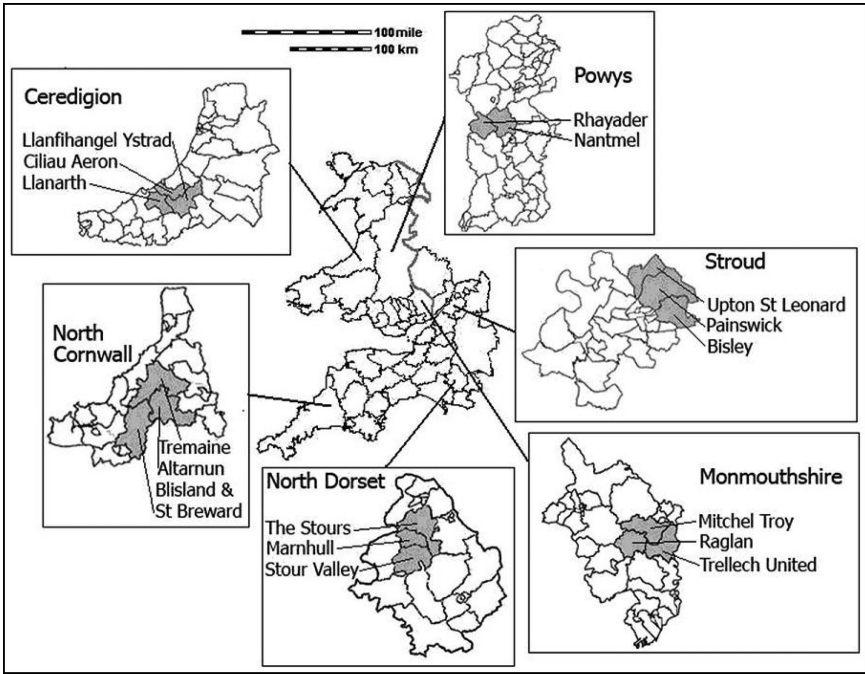 100mile
100 km
Ceredigion
Llanfihangel Ystrad
Ciliau Aeron
Llanarth
Powys
Rhayader
Nantmel
Stroud
Upton St Leonard
Painswick
Bisley
North
Cornwall
Tremaine
Altarnun
Blisland &
St Breward
North Dorset
The Stours
Marnhull
Stour Valley
Monmouthshire
Mitchel Troy
Raglan
Trellech United